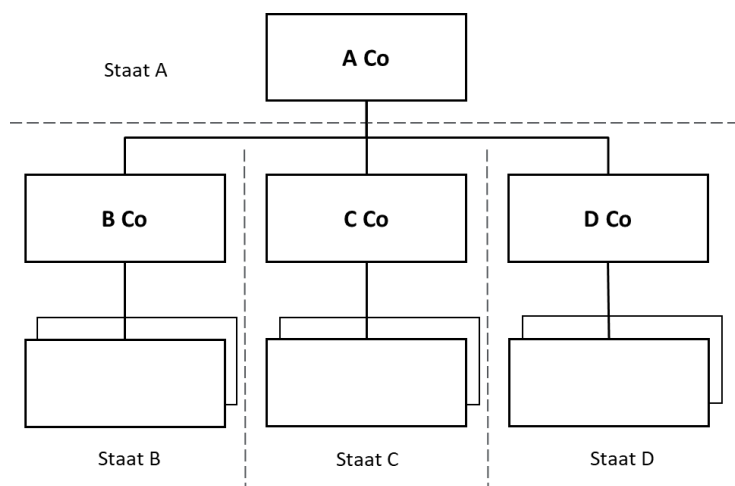 A Co
Staat A
B Co
C Co
D Co
Staat B
Staat C
Staat D